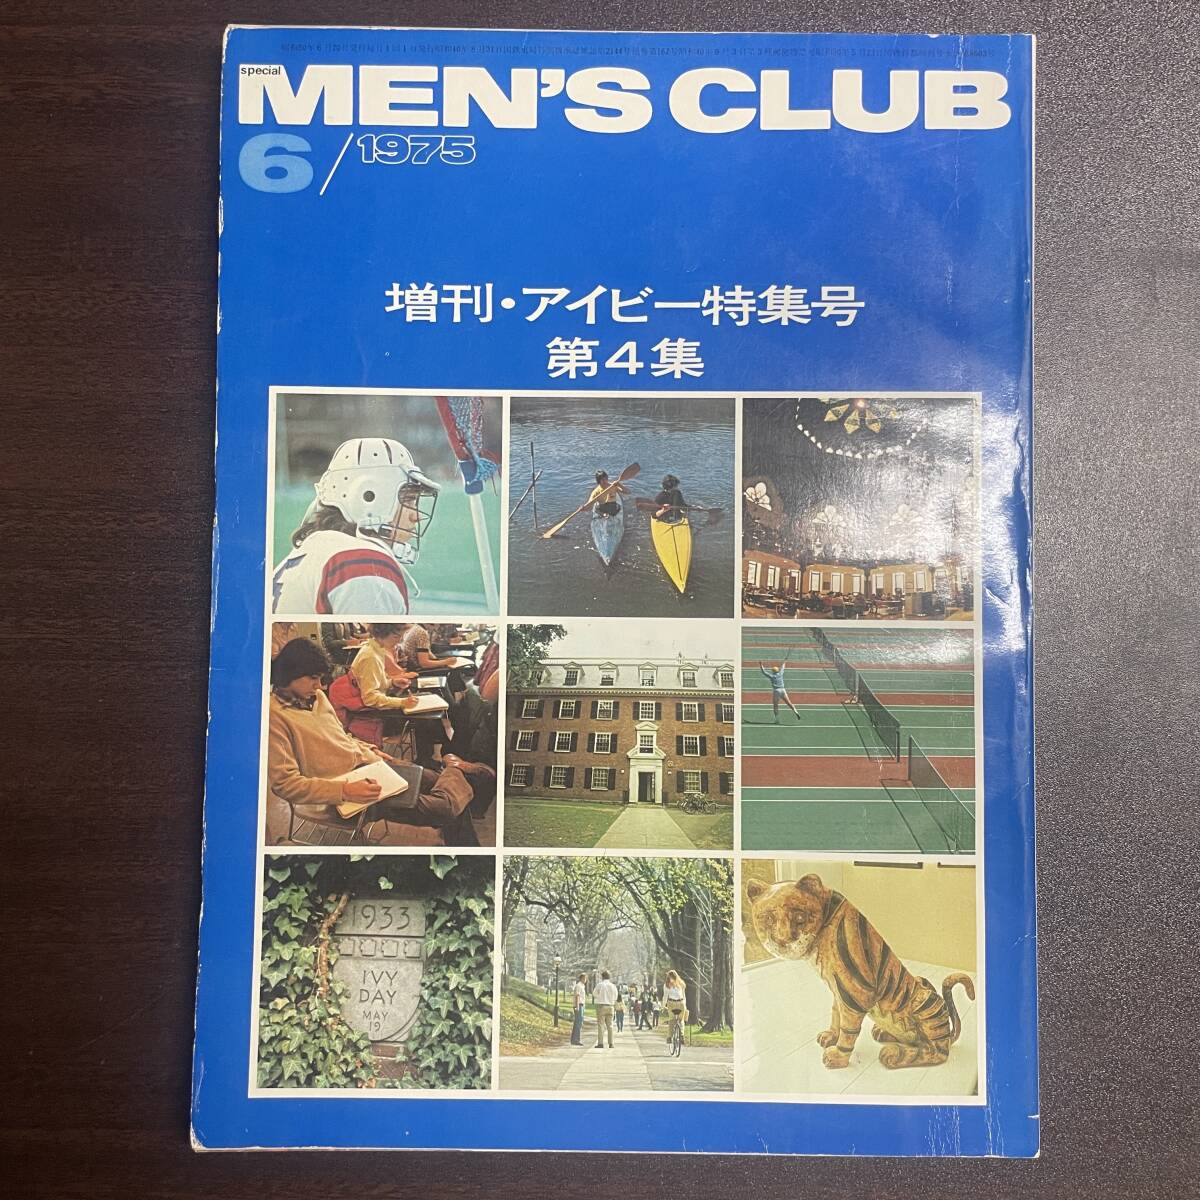 special
MEN'S CLUB
6/1975
増刊・アイビー特集号
第4集
1933
IVY
DAY
MAY
19